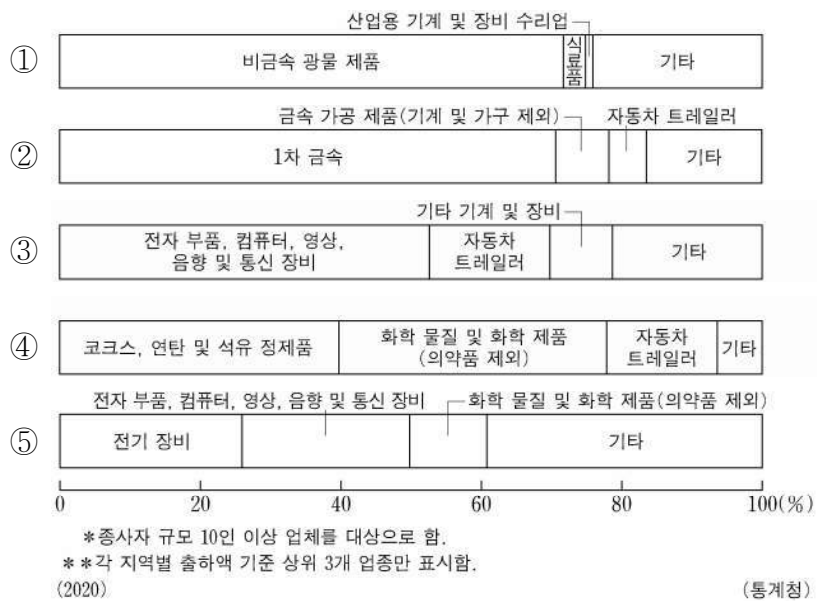 산업용 기계 및 장비 수리업
① 비금속 광물 제품 식료품 기타
금속 가공 제품(기계 및 가구 제외) 자동차 트레일러
② 1차 금속 기타
기타 기계 및 장비
③ 전자 부품, 컴퓨터, 영상, 음향 및 통신 장비 자동차 트레일러 기타
④ 코크스, 연탄 및 석유 정제품 화학 물질 및 화학 제품 (의약품 제외) 자동차 트레일러 기타
전자 부품, 컴퓨터, 영상, 음향 및 통신 장비 화학 물질 및 화학 제품(의약품 제외)
⑤ 전기 장비 기타
0 20 40 60 80 100(%)
*종사자 규모 10인 이상 업체를 대상으로 함.
**각 지역별 출하액 기준 상위 3개 업종만 표시함.
(2020) (통계청)